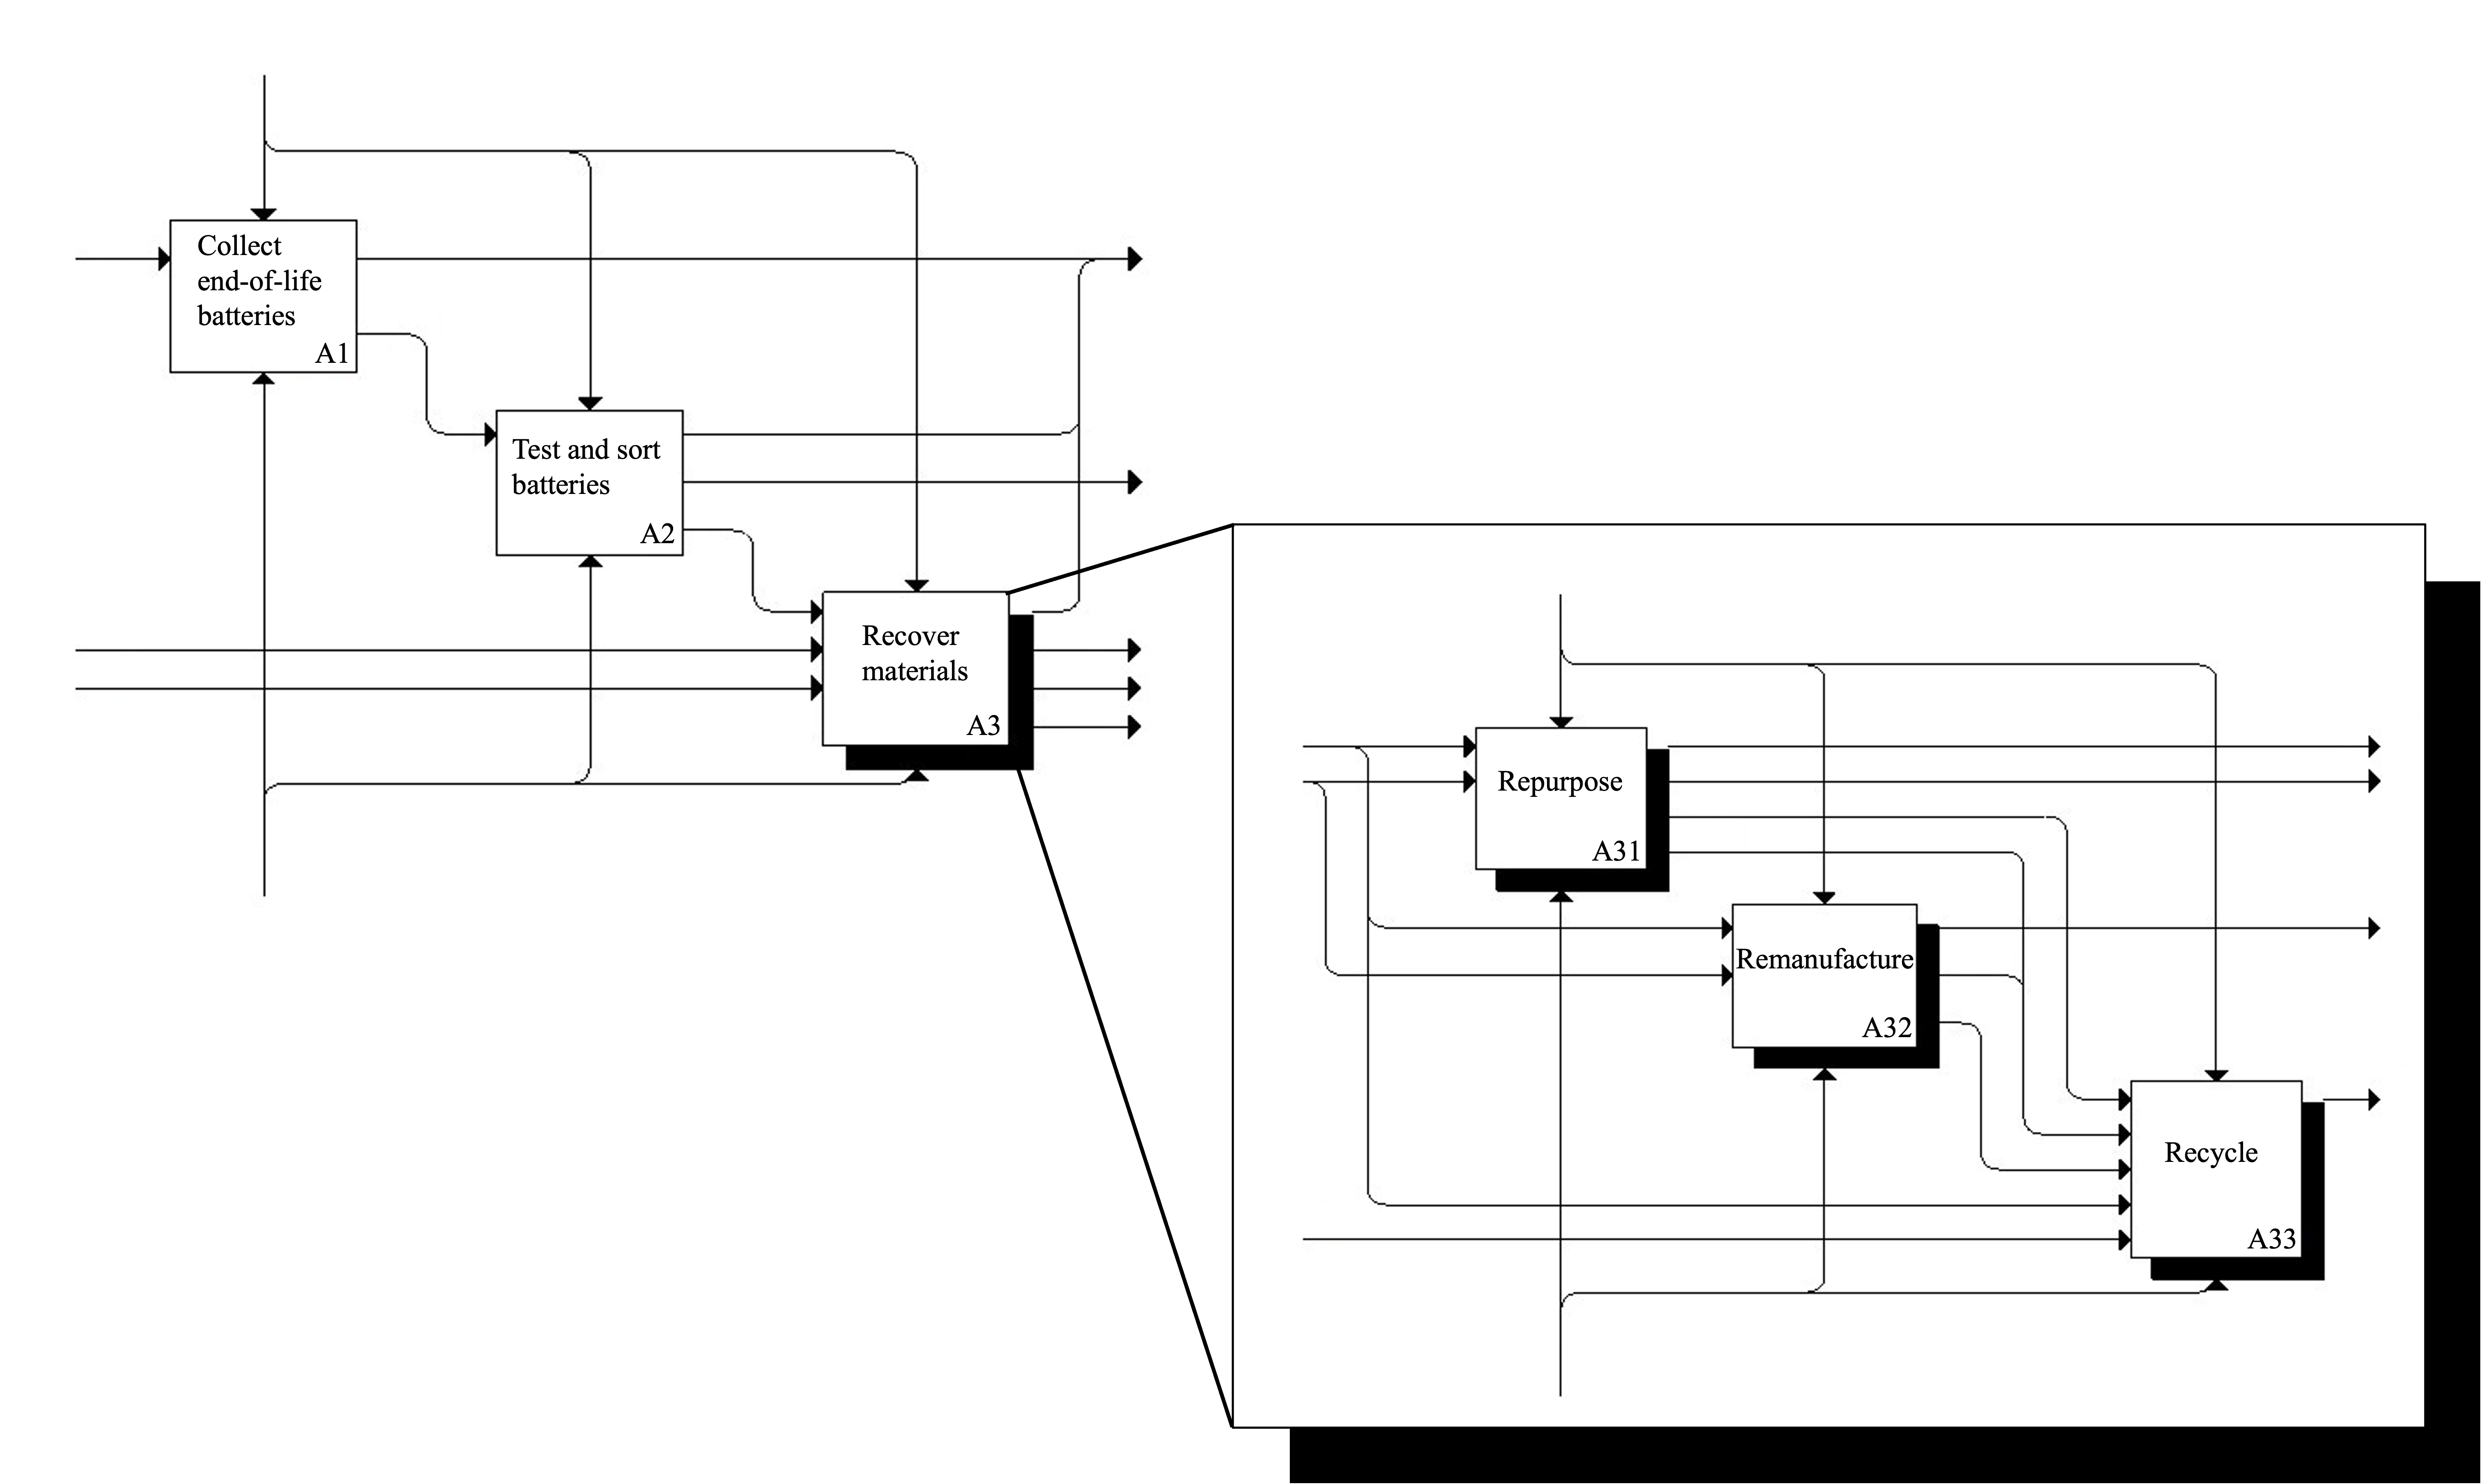 Collect
end-of-life
batteries
A1
Test and sort
batteries
A2
Recover
materials
A3
Repurpose
A31
Remanufacture
A32
Recycle
A33